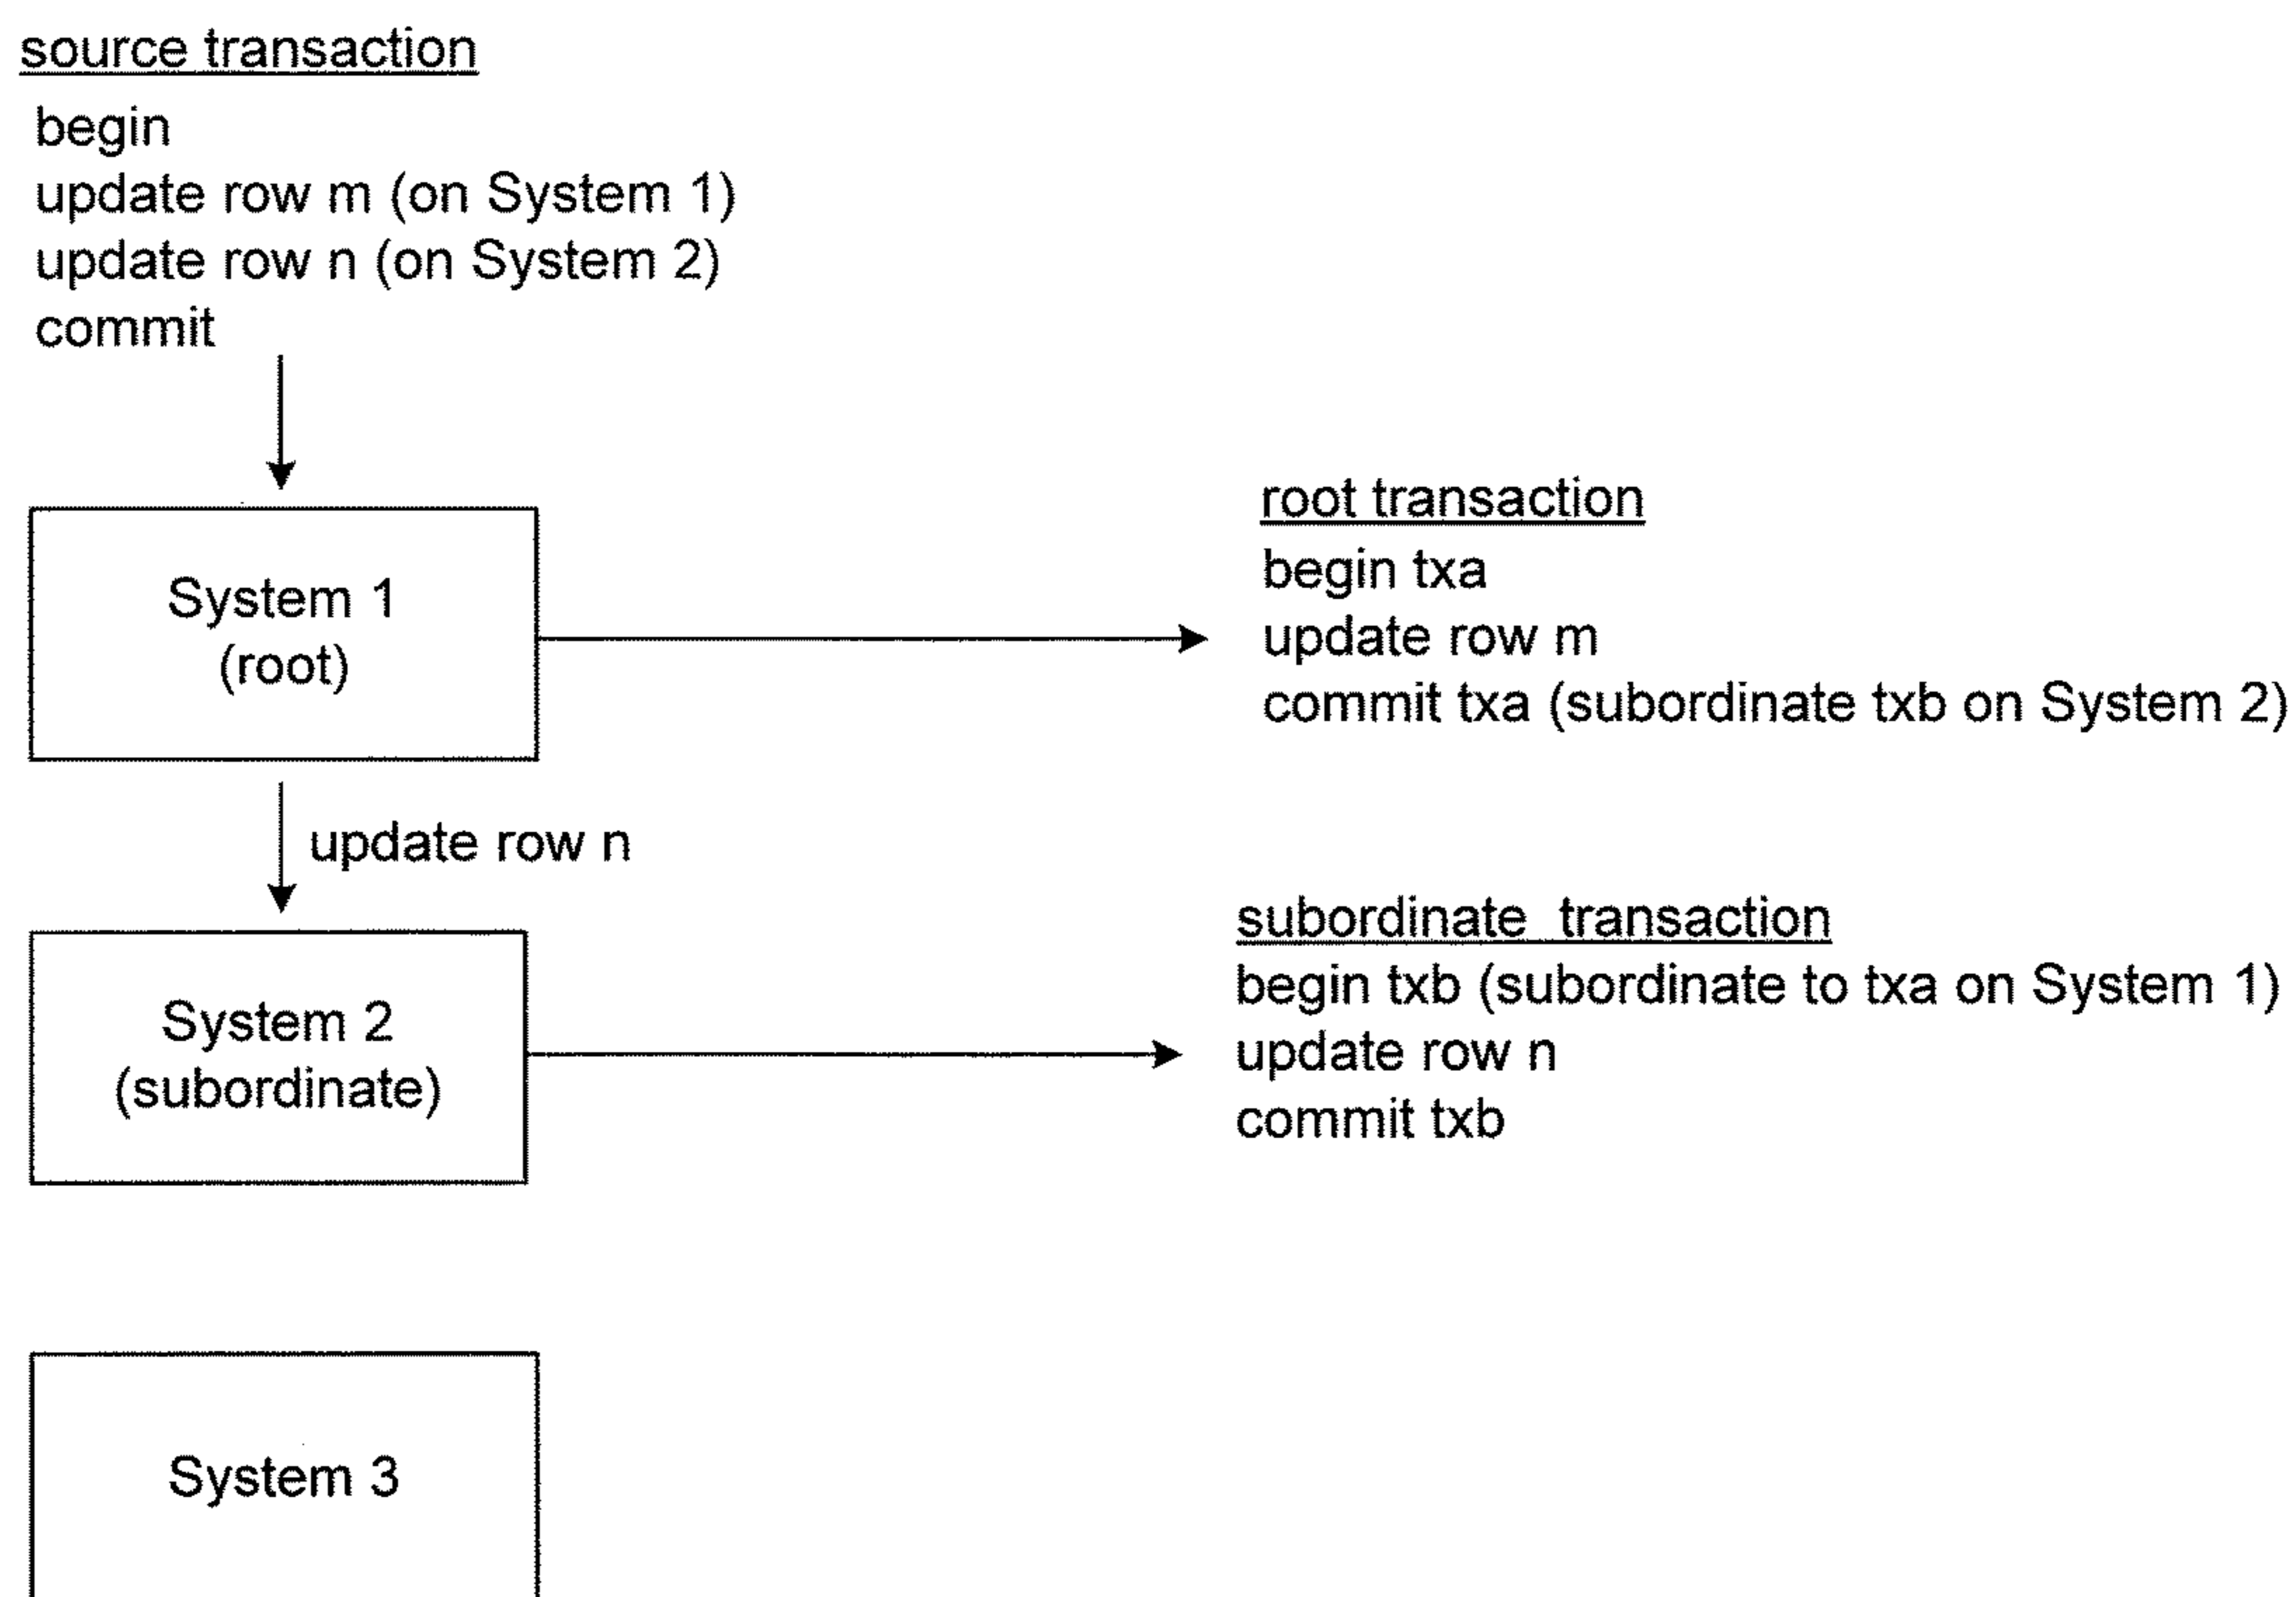 source transaction
begin
update row m (on System 1)
update row n (on System 2)
commit
System 1
(root)
root transaction
begin txa
update row m
commit txa (subordinate txb on System 2)
update row n
System 2
(subordinate)
subordinate transaction
begin txb (subordinate to txa on System 1)
update row n
commit txb
System 3